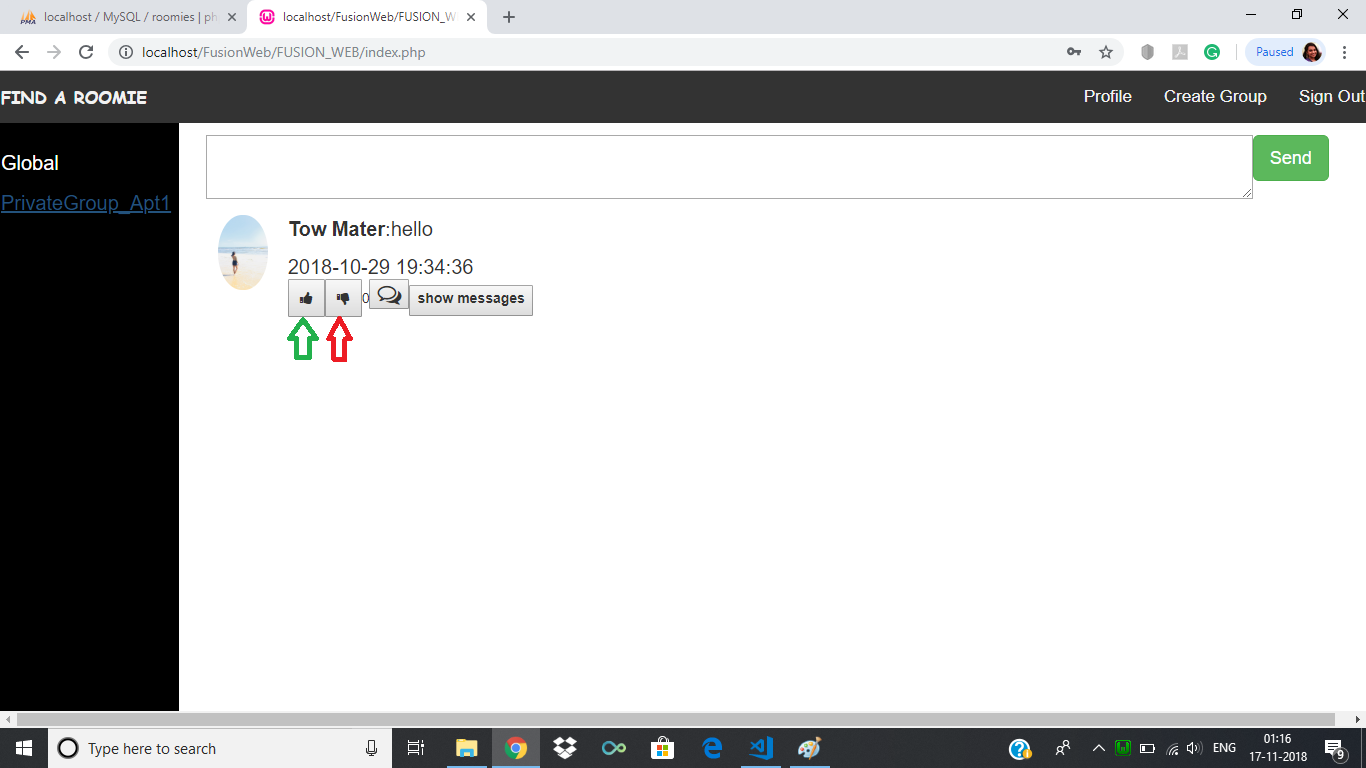 localhost / MySQL / roomies | ph
localhost/FusionWeb/FUSION_W
localhost/FusionWeb/FUSION_WEB/index.php
Paused
FIND A ROOMIE
Profile
Create Group
Sign Out
Global
PrivateGroup_Apt1
Send
Tow Mater:hello
2018-10-29 19:34:36
0
show messages
Type here to search
ENG
01:16
17-11-2018
9